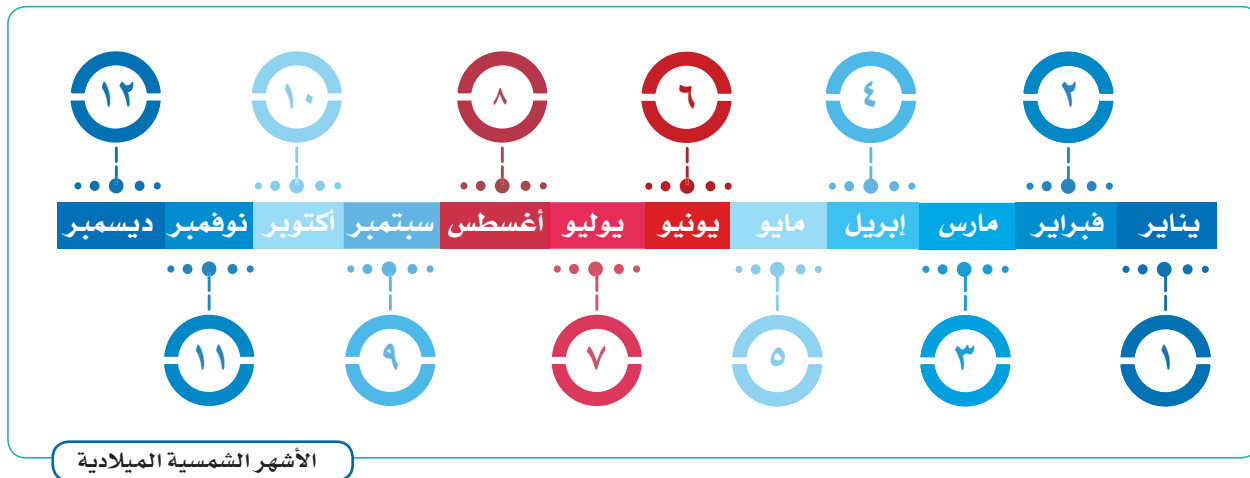 ٢ ٤ ٦ ٨ ١٠ ١٢
يناير فبراير مارس إبريل مايو يونيو يوليو أغسطس سبتمبر أكتوبر نوفمبر ديسمبر
١ ٣ ٥ ٧ ٩ ١١
الأشهر الشمسية الميلادية